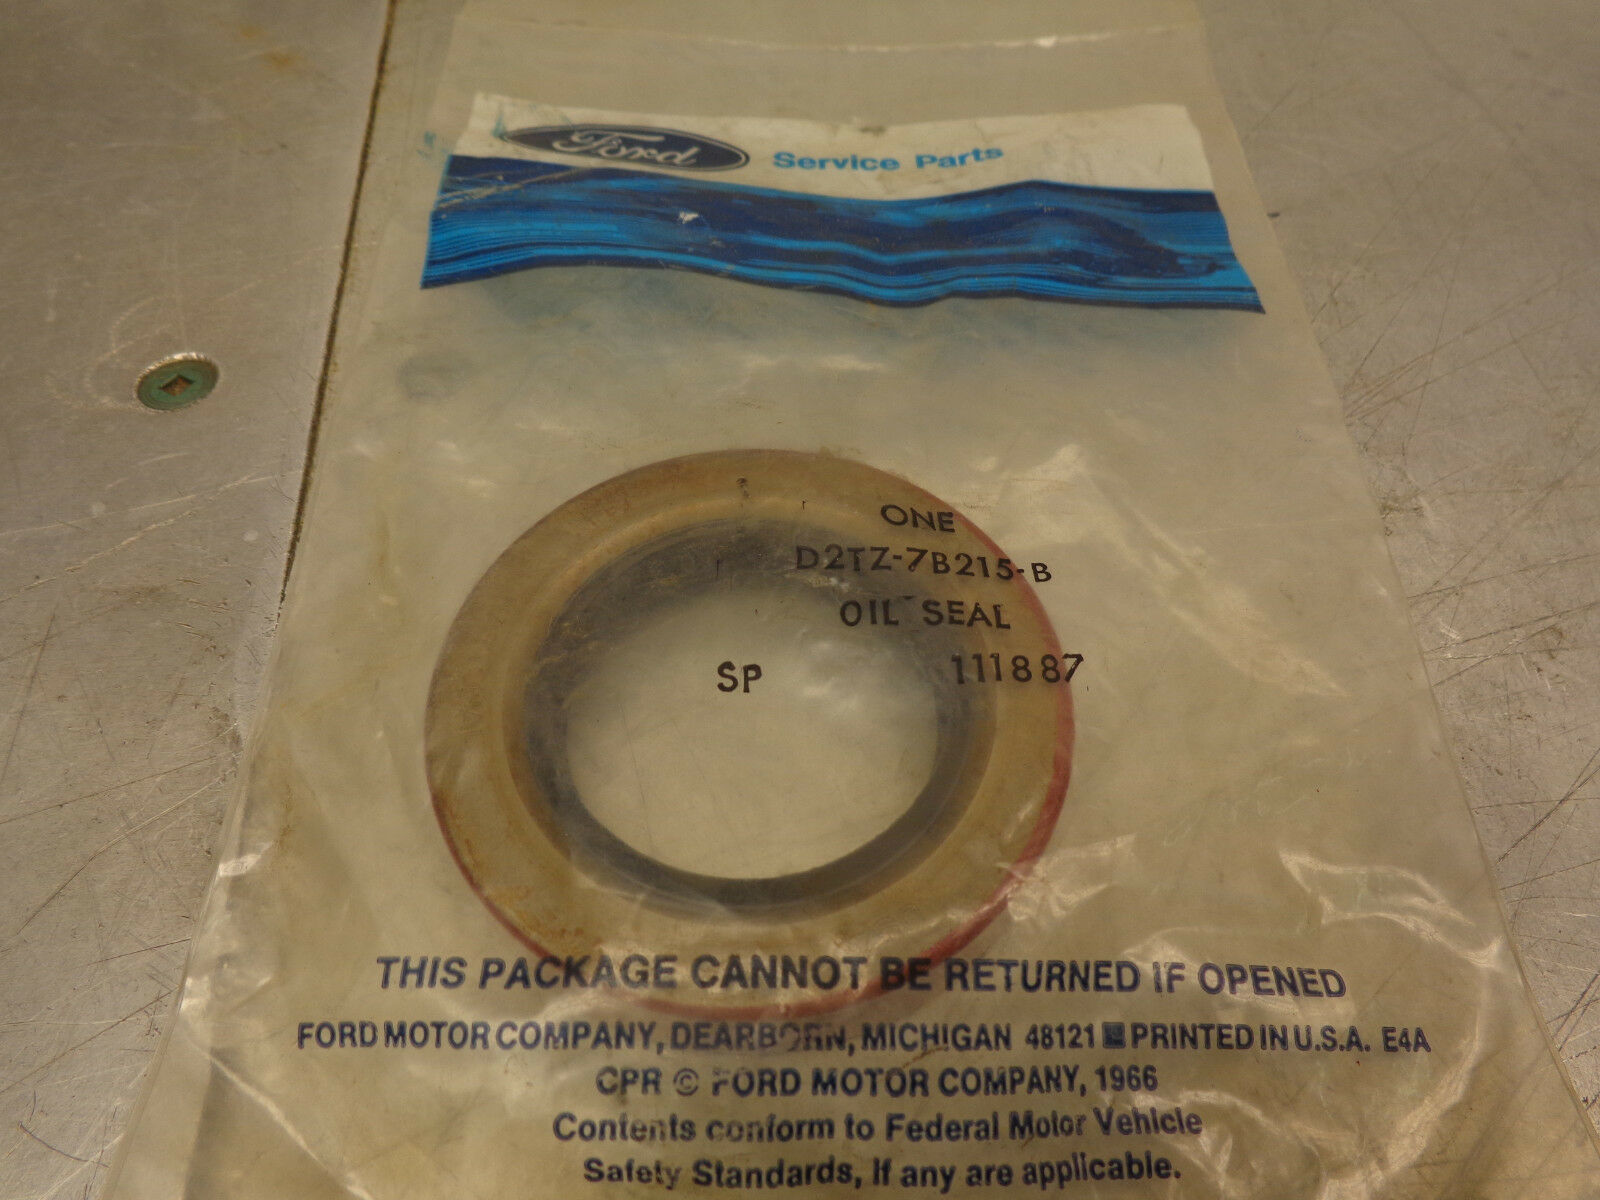 Ford Service Parts
ONE
D2TZ-7B215-B
OIL SEAL
SP 111887
THIS PACKAGE CANNOT BE RETURNED IF OPENED
FORD MOTOR COMPANY, DEARBORN, MICHIGAN 48121 PRINTED IN U.S.A. E4A
CPR © FORD MOTOR COMPANY, 1966
Contents conform to Federal Motor Vehicle
Safety Standards, if any are applicable.